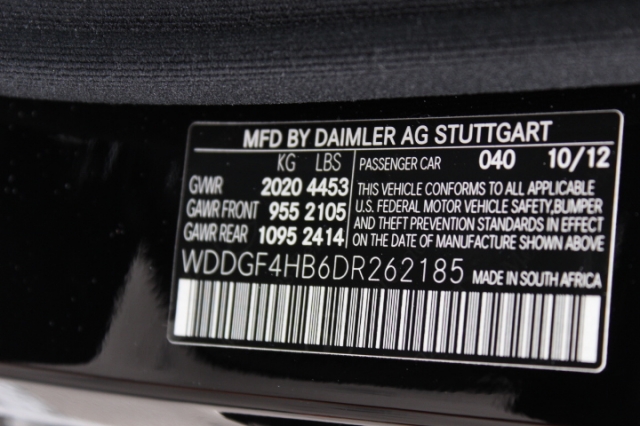 MFD BY DAIMLER AG STUTTGART
KG LBS
GVWR 2020 4453
GAWR FRONT 955 2105
GAWR REAR 1095 2414
PASSENGER CAR 040 10/12
THIS VEHICLE CONFORMS TO ALL APPLICABLE
U.S. FEDERAL MOTOR VEHICLE SAFETY, BUMPER
AND THEFT PREVENTION STANDARDS IN EFFECT
ON THE DATE OF MANUFACTURE SHOWN ABOVE
WDDGF4HB6DR262185 MADE IN SOUTH AFRICA